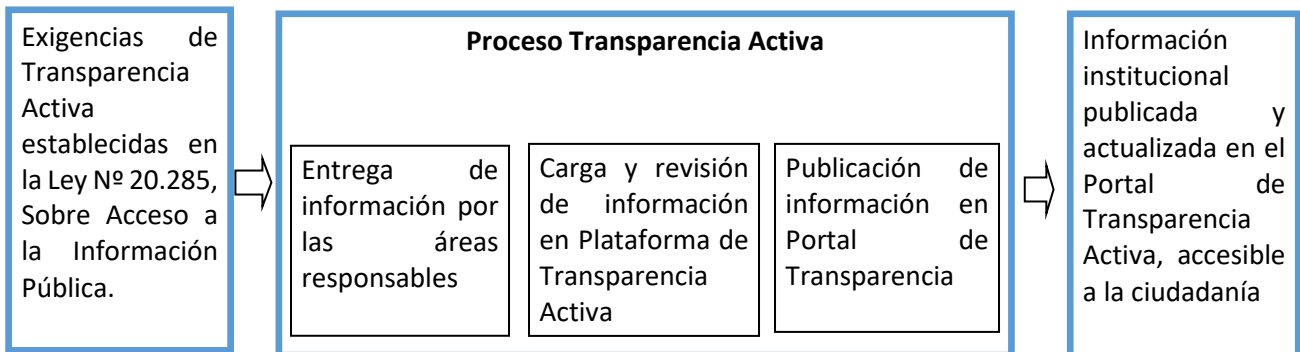 Exigencias de
Transparencia
Activa
establecidas en
la Ley Nº 20.285,
Sobre Acceso a
la Información
Pública.
Proceso Transparencia Activa
Entrega de
información por
las áreas
responsables
Carga y revisión
de información
en Plataforma de
Transparencia
Activa
Publicación de
información en
Portal de
Transparencia
Información
institucional
publicada y
actualizada en el
Portal de
Transparencia
Activa, accesible
a la ciudadanía